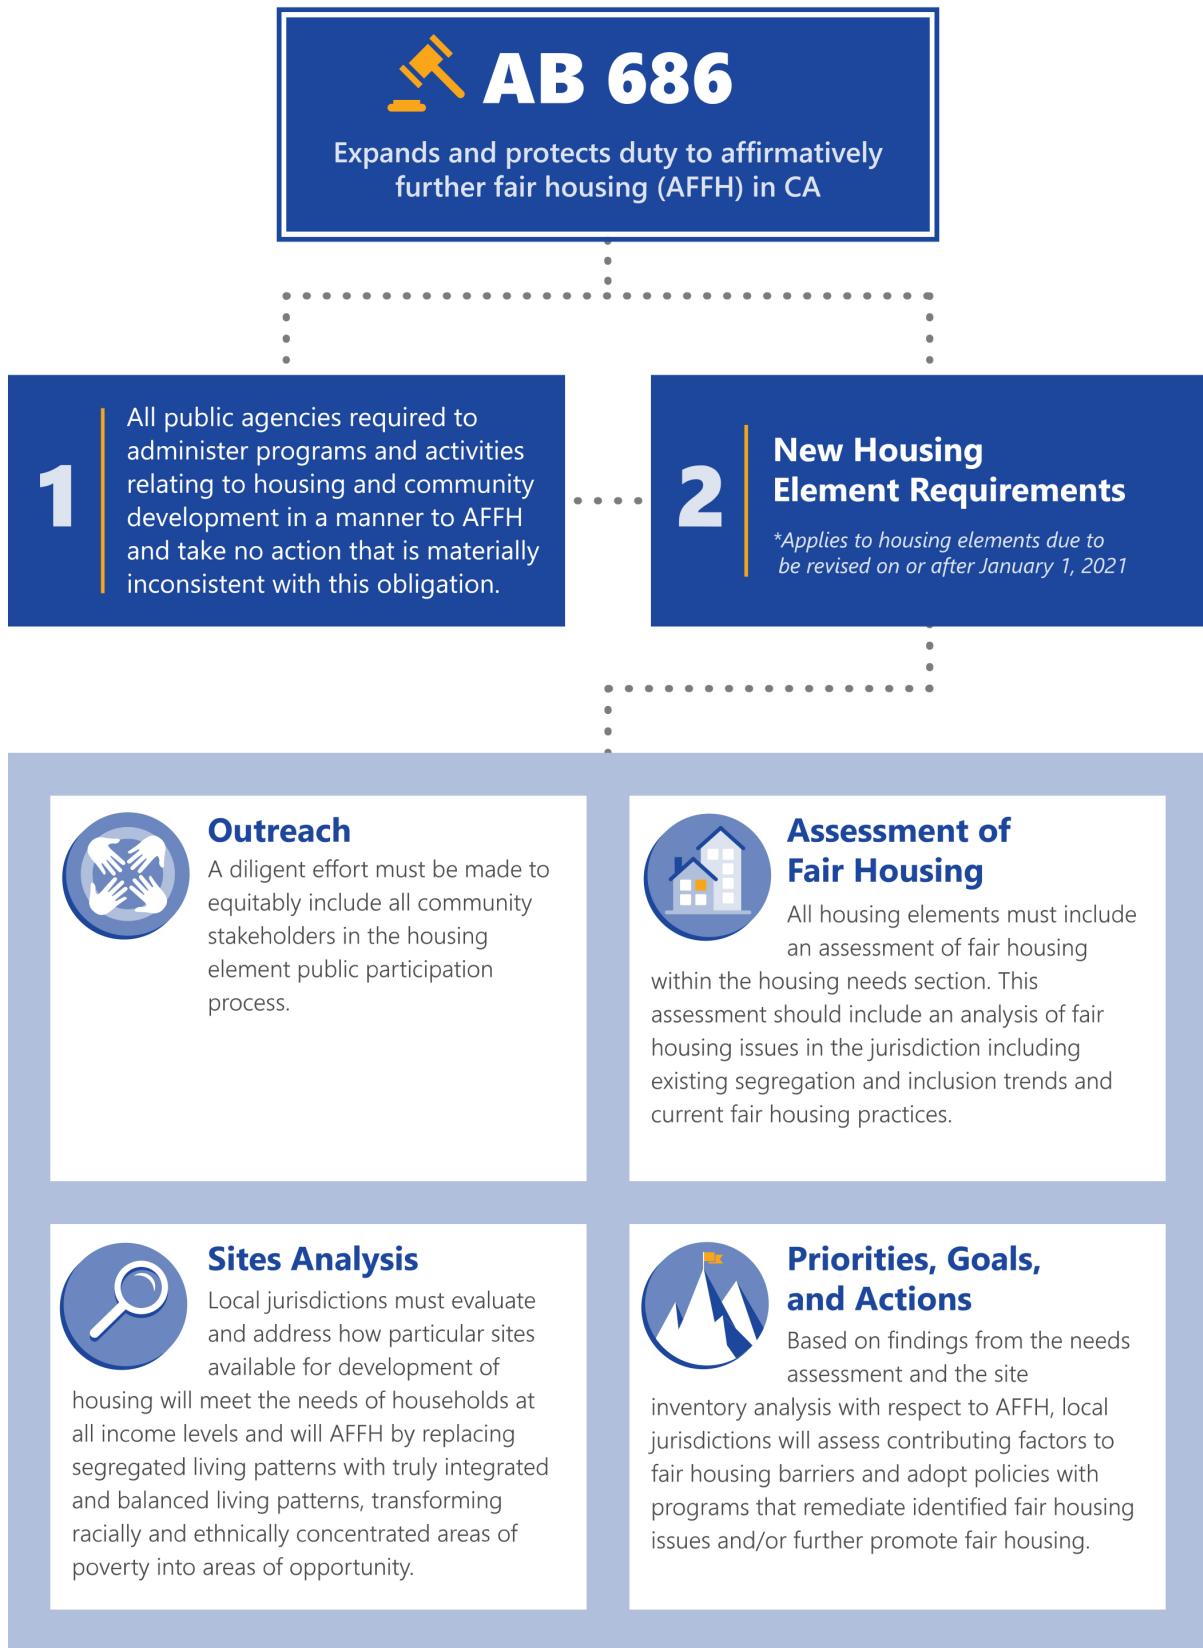 AB 686
Expands and protects duty to affirmatively
further fair housing (AFFH) in CA
1
All public agencies required to
administer programs and activities
relating to housing and community
development in a manner to AFFH
and take no action that is materially
inconsistent with this obligation.
2
New Housing
Element Requirements
*Applies to housing elements due to
be revised on or after January 1, 2021
Outreach
A diligent effort must be made to
equitably include all community
stakeholders in the housing
element public participation
process.
Assessment of
Fair Housing
All housing elements must include
an assessment of fair housing
within the housing needs section. This
assessment should include an analysis of fair
housing issues in the jurisdiction including
existing segregation and inclusion trends and
current fair housing practices.
Sites Analysis
Local jurisdictions must evaluate
and address how particular sites
available for development of
housing will meet the needs of households at
all income levels and will AFFH by replacing
segregated living patterns with truly integrated
and balanced living patterns, transforming
racially and ethnically concentrated areas of
poverty into areas of opportunity.
Priorities, Goals,
and Actions
Based on findings from the needs
assessment and the site
inventory analysis with respect to AFFH, local
jurisdictions will assess contributing factors to
fair housing barriers and adopt policies with
programs that remediate identified fair housing
issues and/or further promote fair housing.